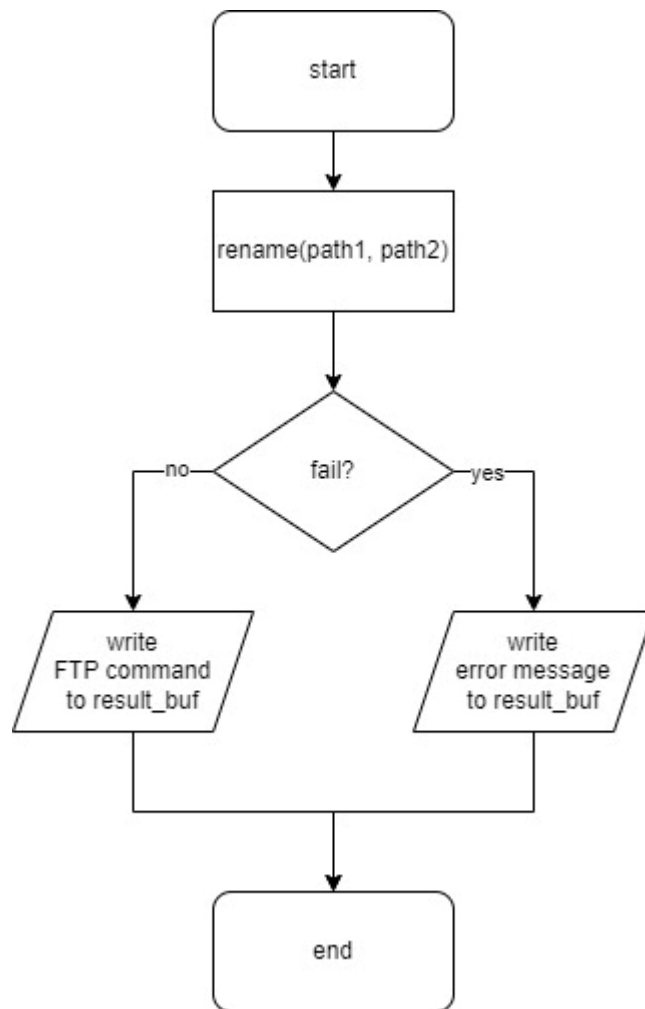 start
rename(path1, path2)
fail?
no
yes
write
FTP command
to result_buf
write
error message
to result_buf
end